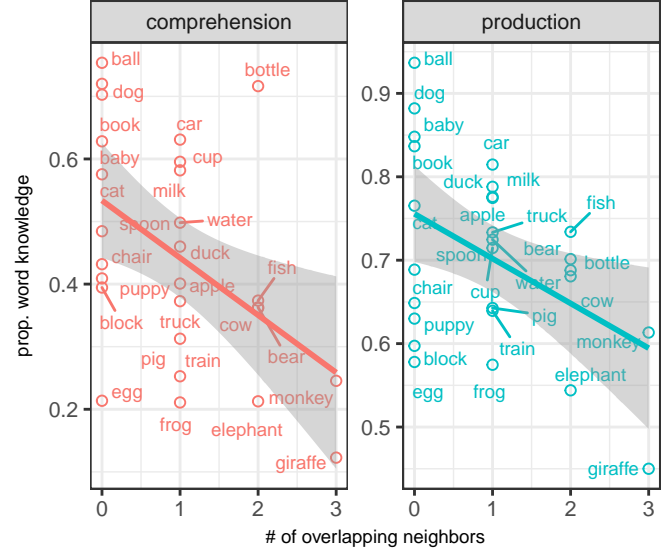 comprehension
ball
bottle
dog
book
car
baby
cup
0.6
cat
milk
spoon
water
duck
chair
fish
puppy
apple
0.4
block
truck
cow
bear
pig
train
egg
monkey
0.2
frog
elephant
giraffe
0 1 2 3
prop. word knowledge
production
ball
0.9
dog
baby
book
car
duck
milk
0.8
cat
apple
truck
fish
spoon
bear
water
bottle
0.7
chair
cup
cow
puppy
pig
monkey
0.6
block
train
egg
frog
elephant
0.5
giraffe
0 1 2 3
# of overlapping neighbors